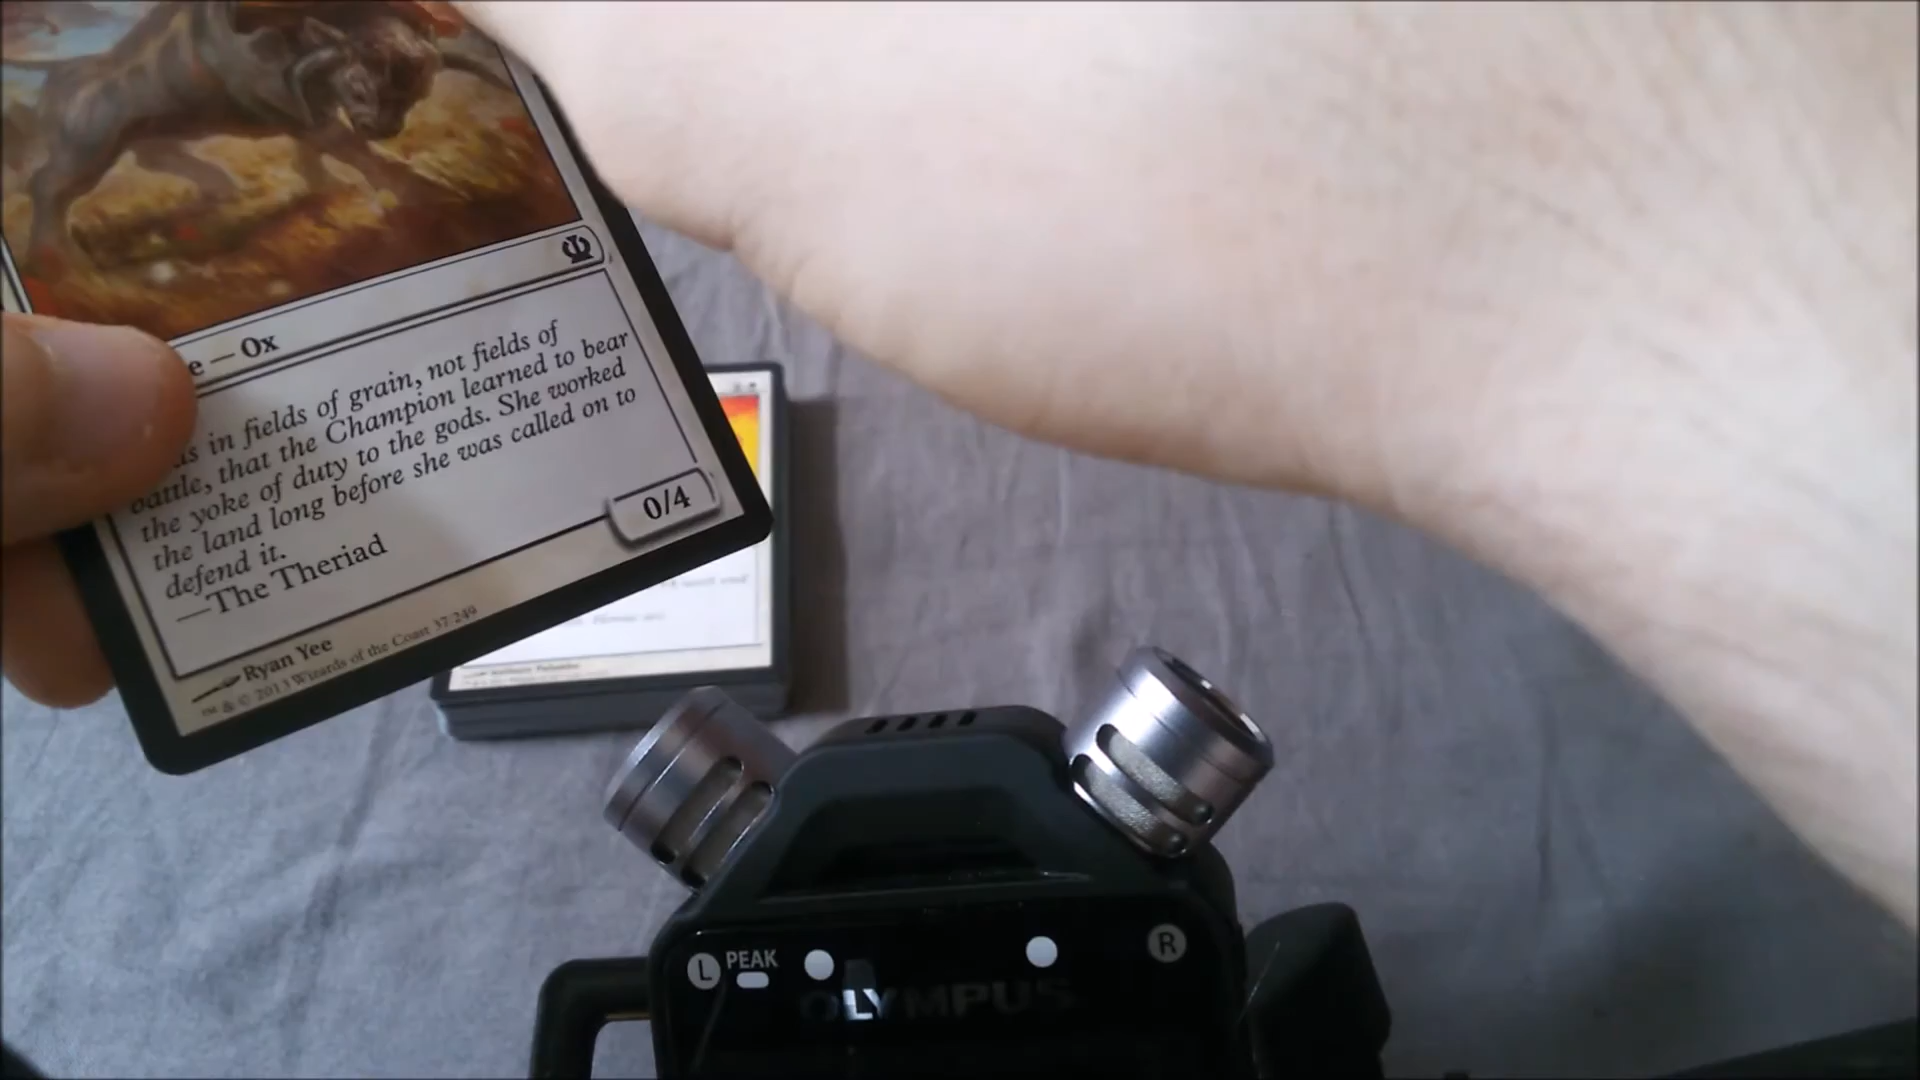 e — Ox
as in fields of grain, not fields of
battle, that the Champion learned to bear
the yoke of duty to the gods. She worked
the land long before she was called on to
defend it.
—The Theriad
0/4
Ryan Yee
™ & © 2013 Wizards of the Coast 37/249
L PEAK
R
OLYMPUS